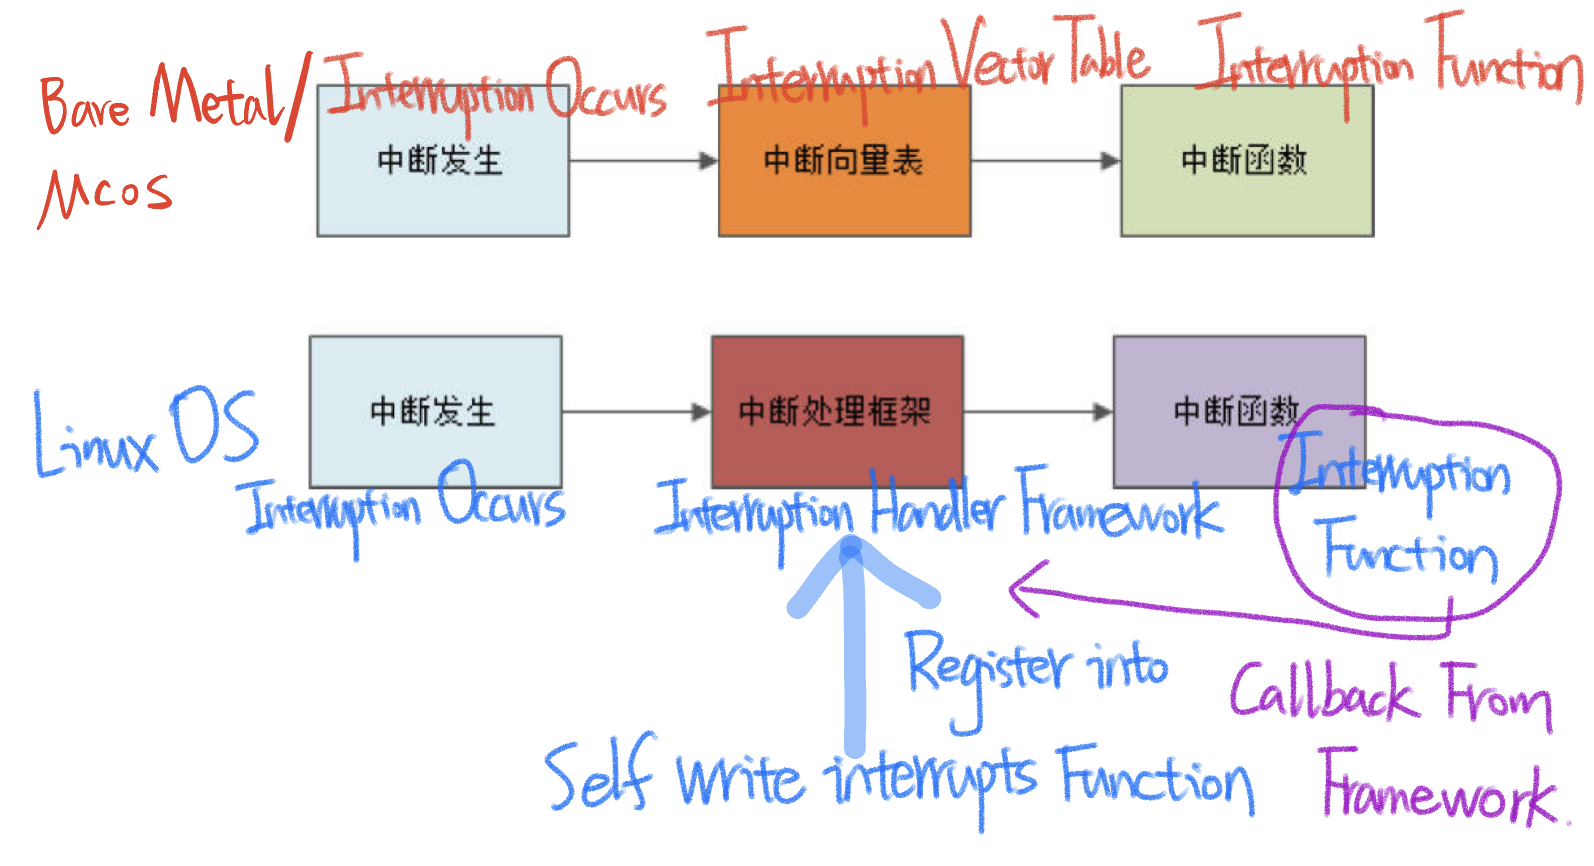 Bare Metal/
μcos
Interruption Occurs
Interruption Vector Table
Interruption Function
中断发生
中断向量表
中断函数
Linux OS
中断发生
中断处理框架
中断函数
Interruption Occurs
Interruption Handler Framework
Interruption
Function
Register into
Self write interrupts Function
Callback From
Framework.